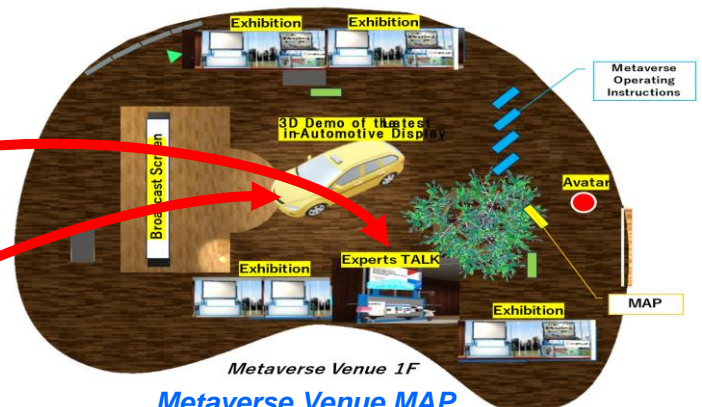 Exhibition
Exhibition
Metaverse
Operating
Instructions
3D Demo of the Latest
in-Automotive Display
Broadcast Screen
Avatar
Experts TALK
Exhibition
MAP
Exhibition
Metaverse Venue 1F
Metaverse Venue MAP